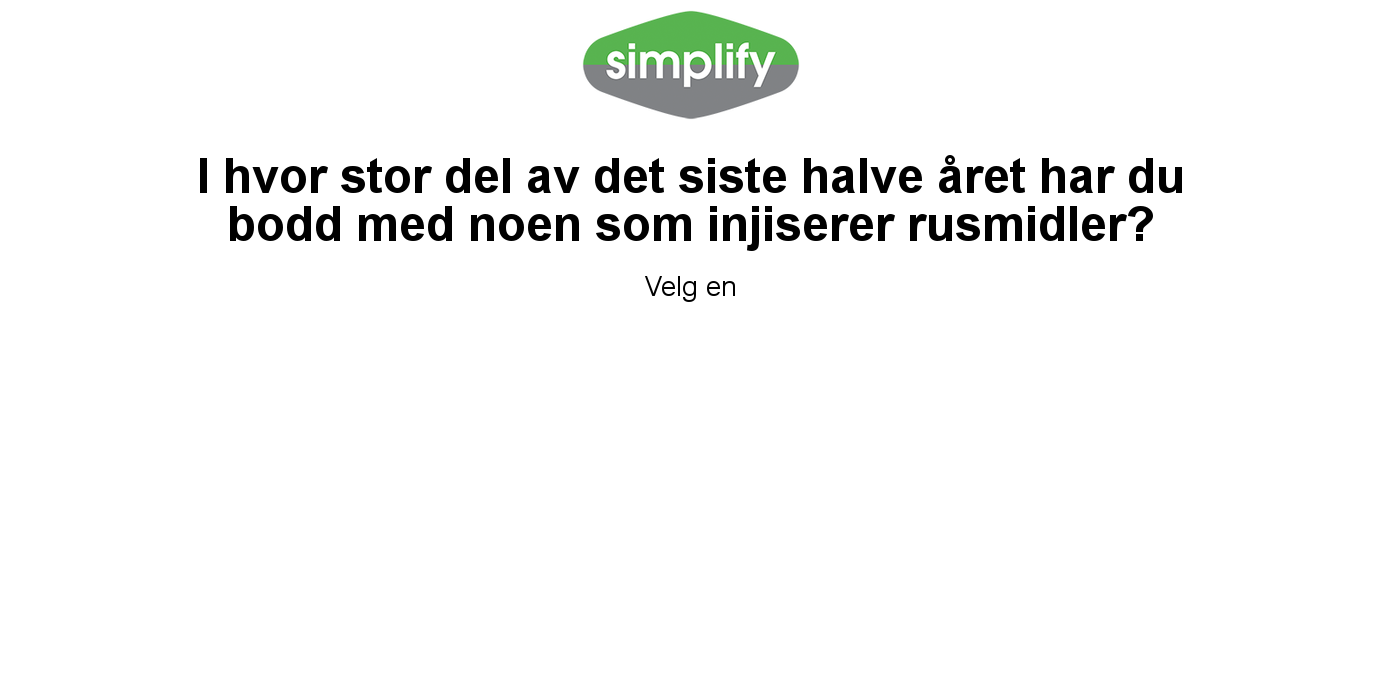 simplify
I hvor stor del av det siste halve året har du
bodd med noen som injiserer rusmidler?
Velg en